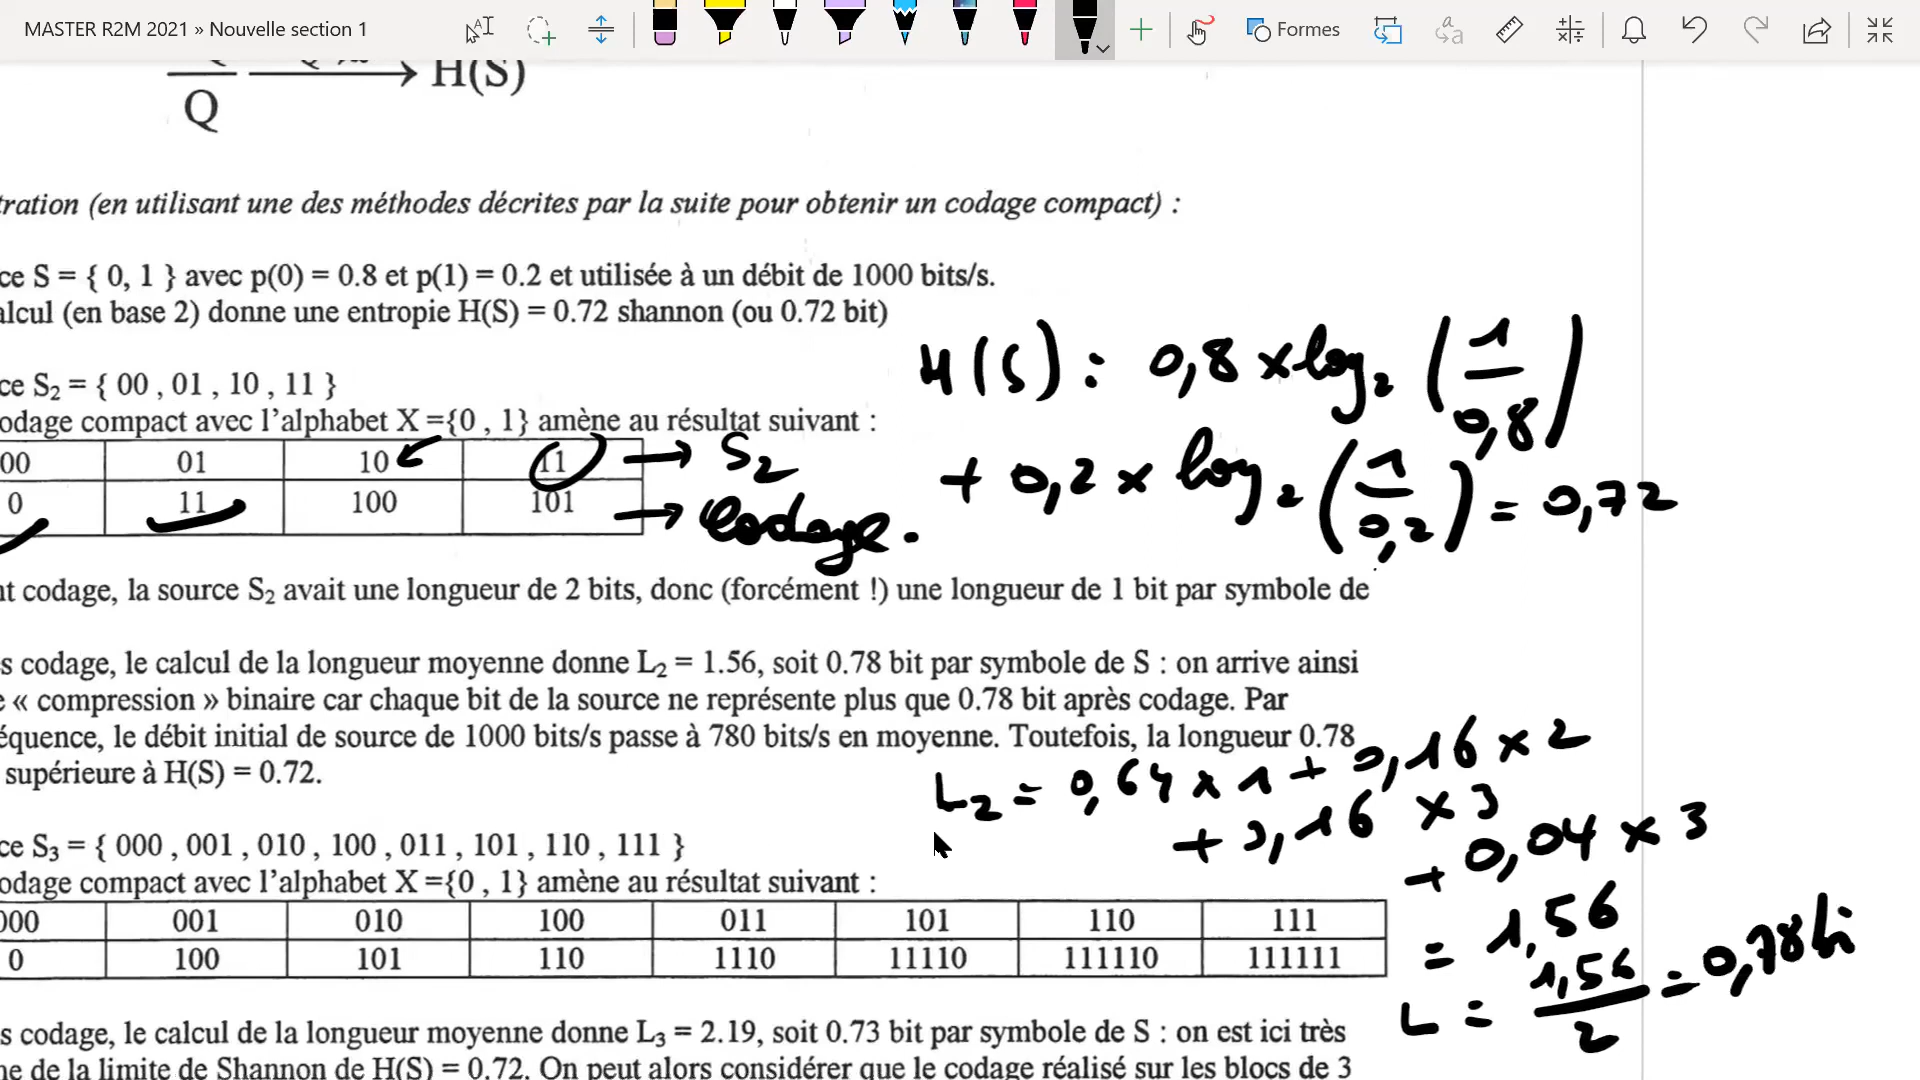 MASTER R2M 2021 » Nouvelle section 1
Formes
Q
H(S)
tration (en utilisant une des méthodes décrites par la suite pour obtenir un codage compact) :
ce S = { 0, 1 } avec p(0) = 0.8 et p(1) = 0.2 et utilisée à un débit de 1000 bits/s.
alcul (en base 2) donne une entropie H(S) = 0.72 shannon (ou 0.72 bit)
H(S) : 0,8 × log₂ (1/0,8)
ce S₂ = { 00 , 01 , 10 , 11 }
odage compact avec l'alphabet X ={0 , 1} amène au résultat suivant :
+ 0,2 × log₂ (1/0,2) = 0,72
00 01 10 11 → S₂
0 11 100 101 → Codage.
nt codage, la source S₂ avait une longueur de 2 bits, donc (forcément !) une longueur de 1 bit par symbole de
s codage, le calcul de la longueur moyenne donne L₂ = 1.56, soit 0.78 bit par symbole de S : on arrive ainsi
e « compression » binaire car chaque bit de la source ne représente plus que 0.78 bit après codage. Par
équence, le débit initial de source de 1000 bits/s passe à 780 bits/s en moyenne. Toutefois, la longueur 0.78
supérieure à H(S) = 0.72.
L₂ = 0,64 × 1 + 0,16 × 2
+ 0,16 × 3
+ 0,04 × 3
= 1,56
L = 1,56/2 = 0,78 bi
ce S₃ = { 000 , 001 , 010 , 100 , 011 , 101 , 110 , 111 }
odage compact avec l'alphabet X ={0 , 1} amène au résultat suivant :
000 001 010 100 011 101 110 111
0 100 101 110 1110 11110 111110 111111
s codage, le calcul de la longueur moyenne donne L₃ = 2.19, soit 0.73 bit par symbole de S : on est ici très
he de la limite de Shannon de H(S) = 0.72. On peut alors considérer que le codage réalisé sur les blocs de 3